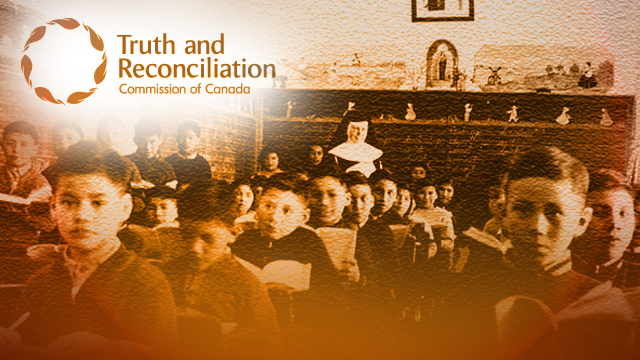 Truth and
Reconciliation
Commission of Canada